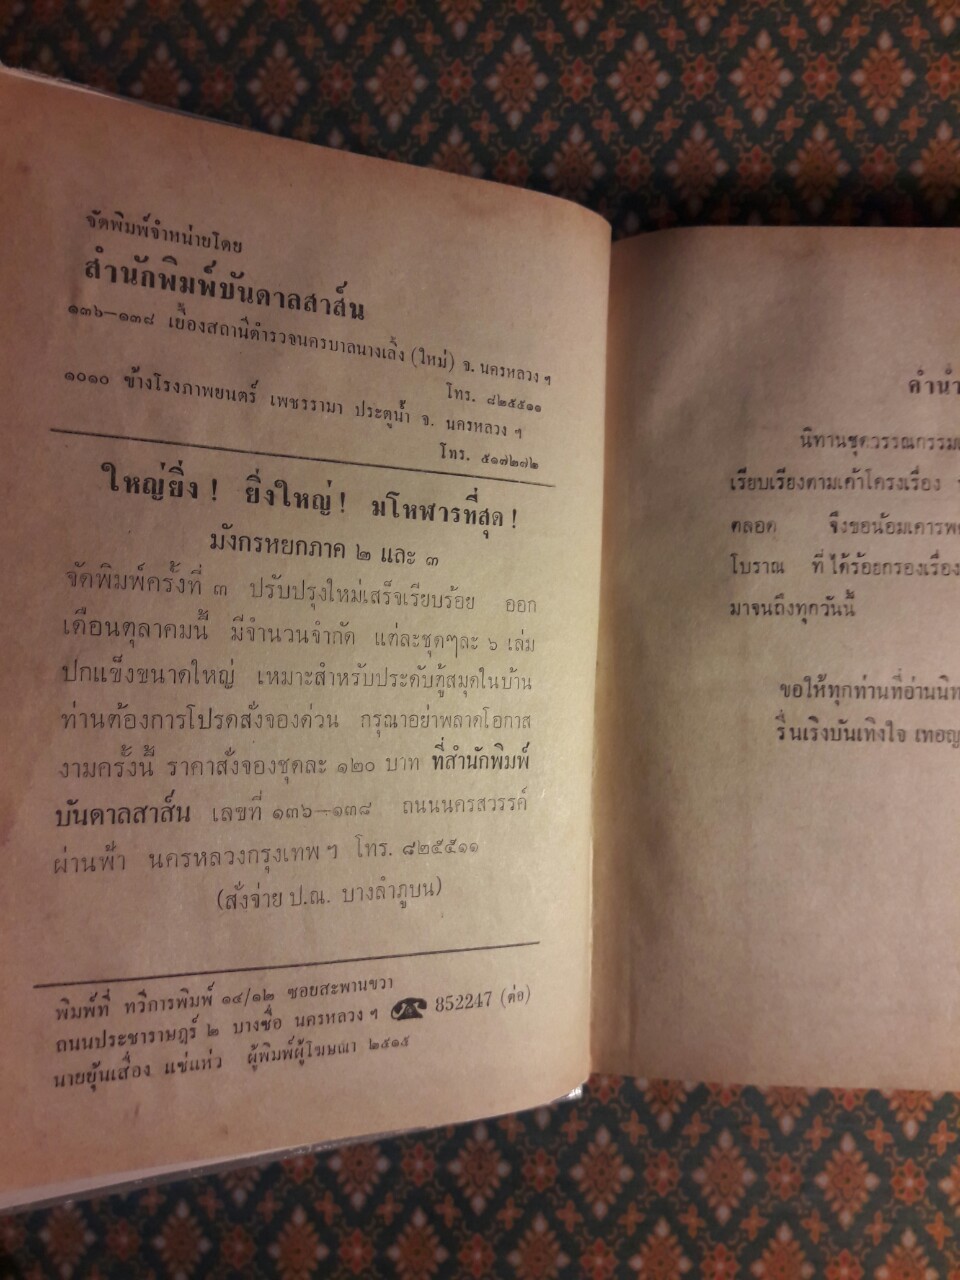 จัดพิมพ์จำหน่ายโดย
สำนักพิมพ์บันดาลสาส์น
๑๓๖—๑๓๘ เยื้องสถานีตำรวจนครบาลนางเลิ้ง (ใหม่) จ. นครหลวง ฯ
โทร. ๘๒๕๕๑๑
๑๐๑๐ ข้างโรงภาพยนตร์ เพชรรามา ประตูน้ำ จ. นครหลวง ฯ
โทร. ๕๑๗๒๗๒
ใหญ่ยิ่ง ! ยิ่งใหญ่ ! มโหฬารที่สุด !
มังกรหยกภาค ๒ และ ๓
จัดพิมพ์ครั้งที่ ๓ ปรับปรุงใหม่เสร็จเรียบร้อย ออก
เดือนตุลาคมนี้ มีจำนวนจำกัด แต่ละชุดๆละ ๖ เล่ม
ปกแข็งขนาดใหญ่ เหมาะสำหรับประดับตู้สมุดในบ้าน
ท่านต้องการโปรดสั่งจองด่วน กรุณาอย่าพลาดโอกาส
งามครั้งนี้ ราคาสั่งจองชุดละ ๑๒๐ บาท ที่สำนักพิมพ์
บันดาลสาส์น เลขที่ ๑๓๖—๑๓๘ ถนนนครสวรรค์
ผ่านฟ้า นครหลวงกรุงเทพ ฯ โทร. ๘๒๕๕๑๑
(สั่งจ่าย ป.ณ. บางลำภูบน)
พิมพ์ที่ ทวีการพิมพ์ ๑๔/๑๒ ซอยสะพานขวา
ถนนประชาราษฎร์ ๒ บางซื่อ นครหลวง ฯ ☎ 852247 (ต่อ)
นายยุ้นเสื่อง แซ่แห่ว ผู้พิมพ์ผู้โฆษณา ๒๕๑๕
คำนำ
นิทานชุดวรรณกรรม
เรียบเรียงตามเค้าโครงเรื่อง
ตลอด จึงขอน้อมเคารพ
โบราณ ที่ได้ร้อยกรองเรื่อง
มาจนถึงทุกวันนี้
ขอให้ทุกท่านที่อ่านนิท
รื่นเริงบันเทิงใจ เทอญ